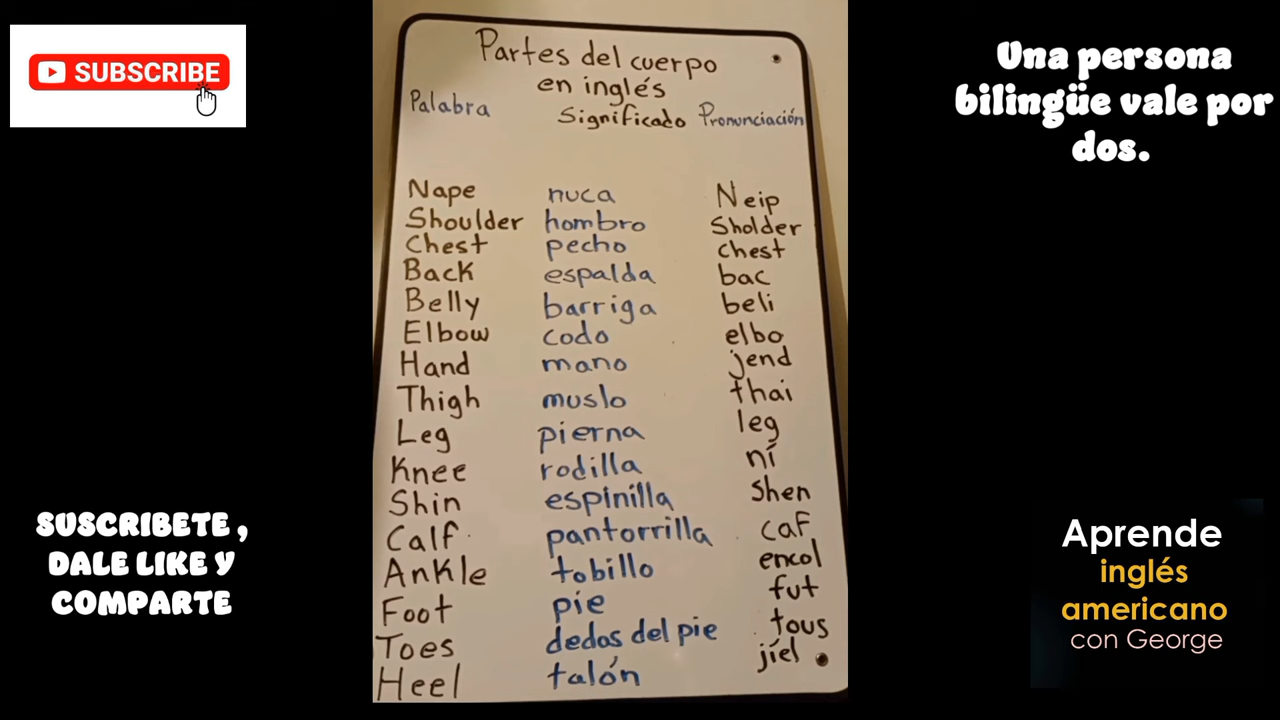 SUBSCRIBE
Partes del cuerpo
en inglés
Palabra Significado Pronunciación
Nape nuca Neip
Shoulder hombro Sholder
Chest pecho chest
Back espalda bac
Belly barriga beli
Elbow codo elbo
Hand mano jend
Thigh muslo thai
Leg pierna leg
Knee rodilla ní
Shin espinilla shen
Calf pantorrilla caf
Ankle tobillo encol
Foot pie fut
Toes dedos del pie tous
Heel talón jíel
Una persona
bilingüe vale por
dos.
SUSCRIBETE ,
DALE LIKE Y
COMPARTE
Aprende
inglés
americano
con George